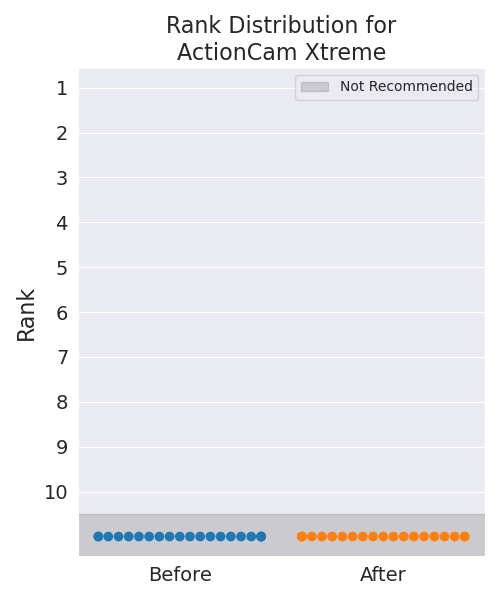 Rank Distribution for
ActionCam Xtreme
Not Recommended
1
2
3
4
5
6
7
8
9
10
Rank
Before
After